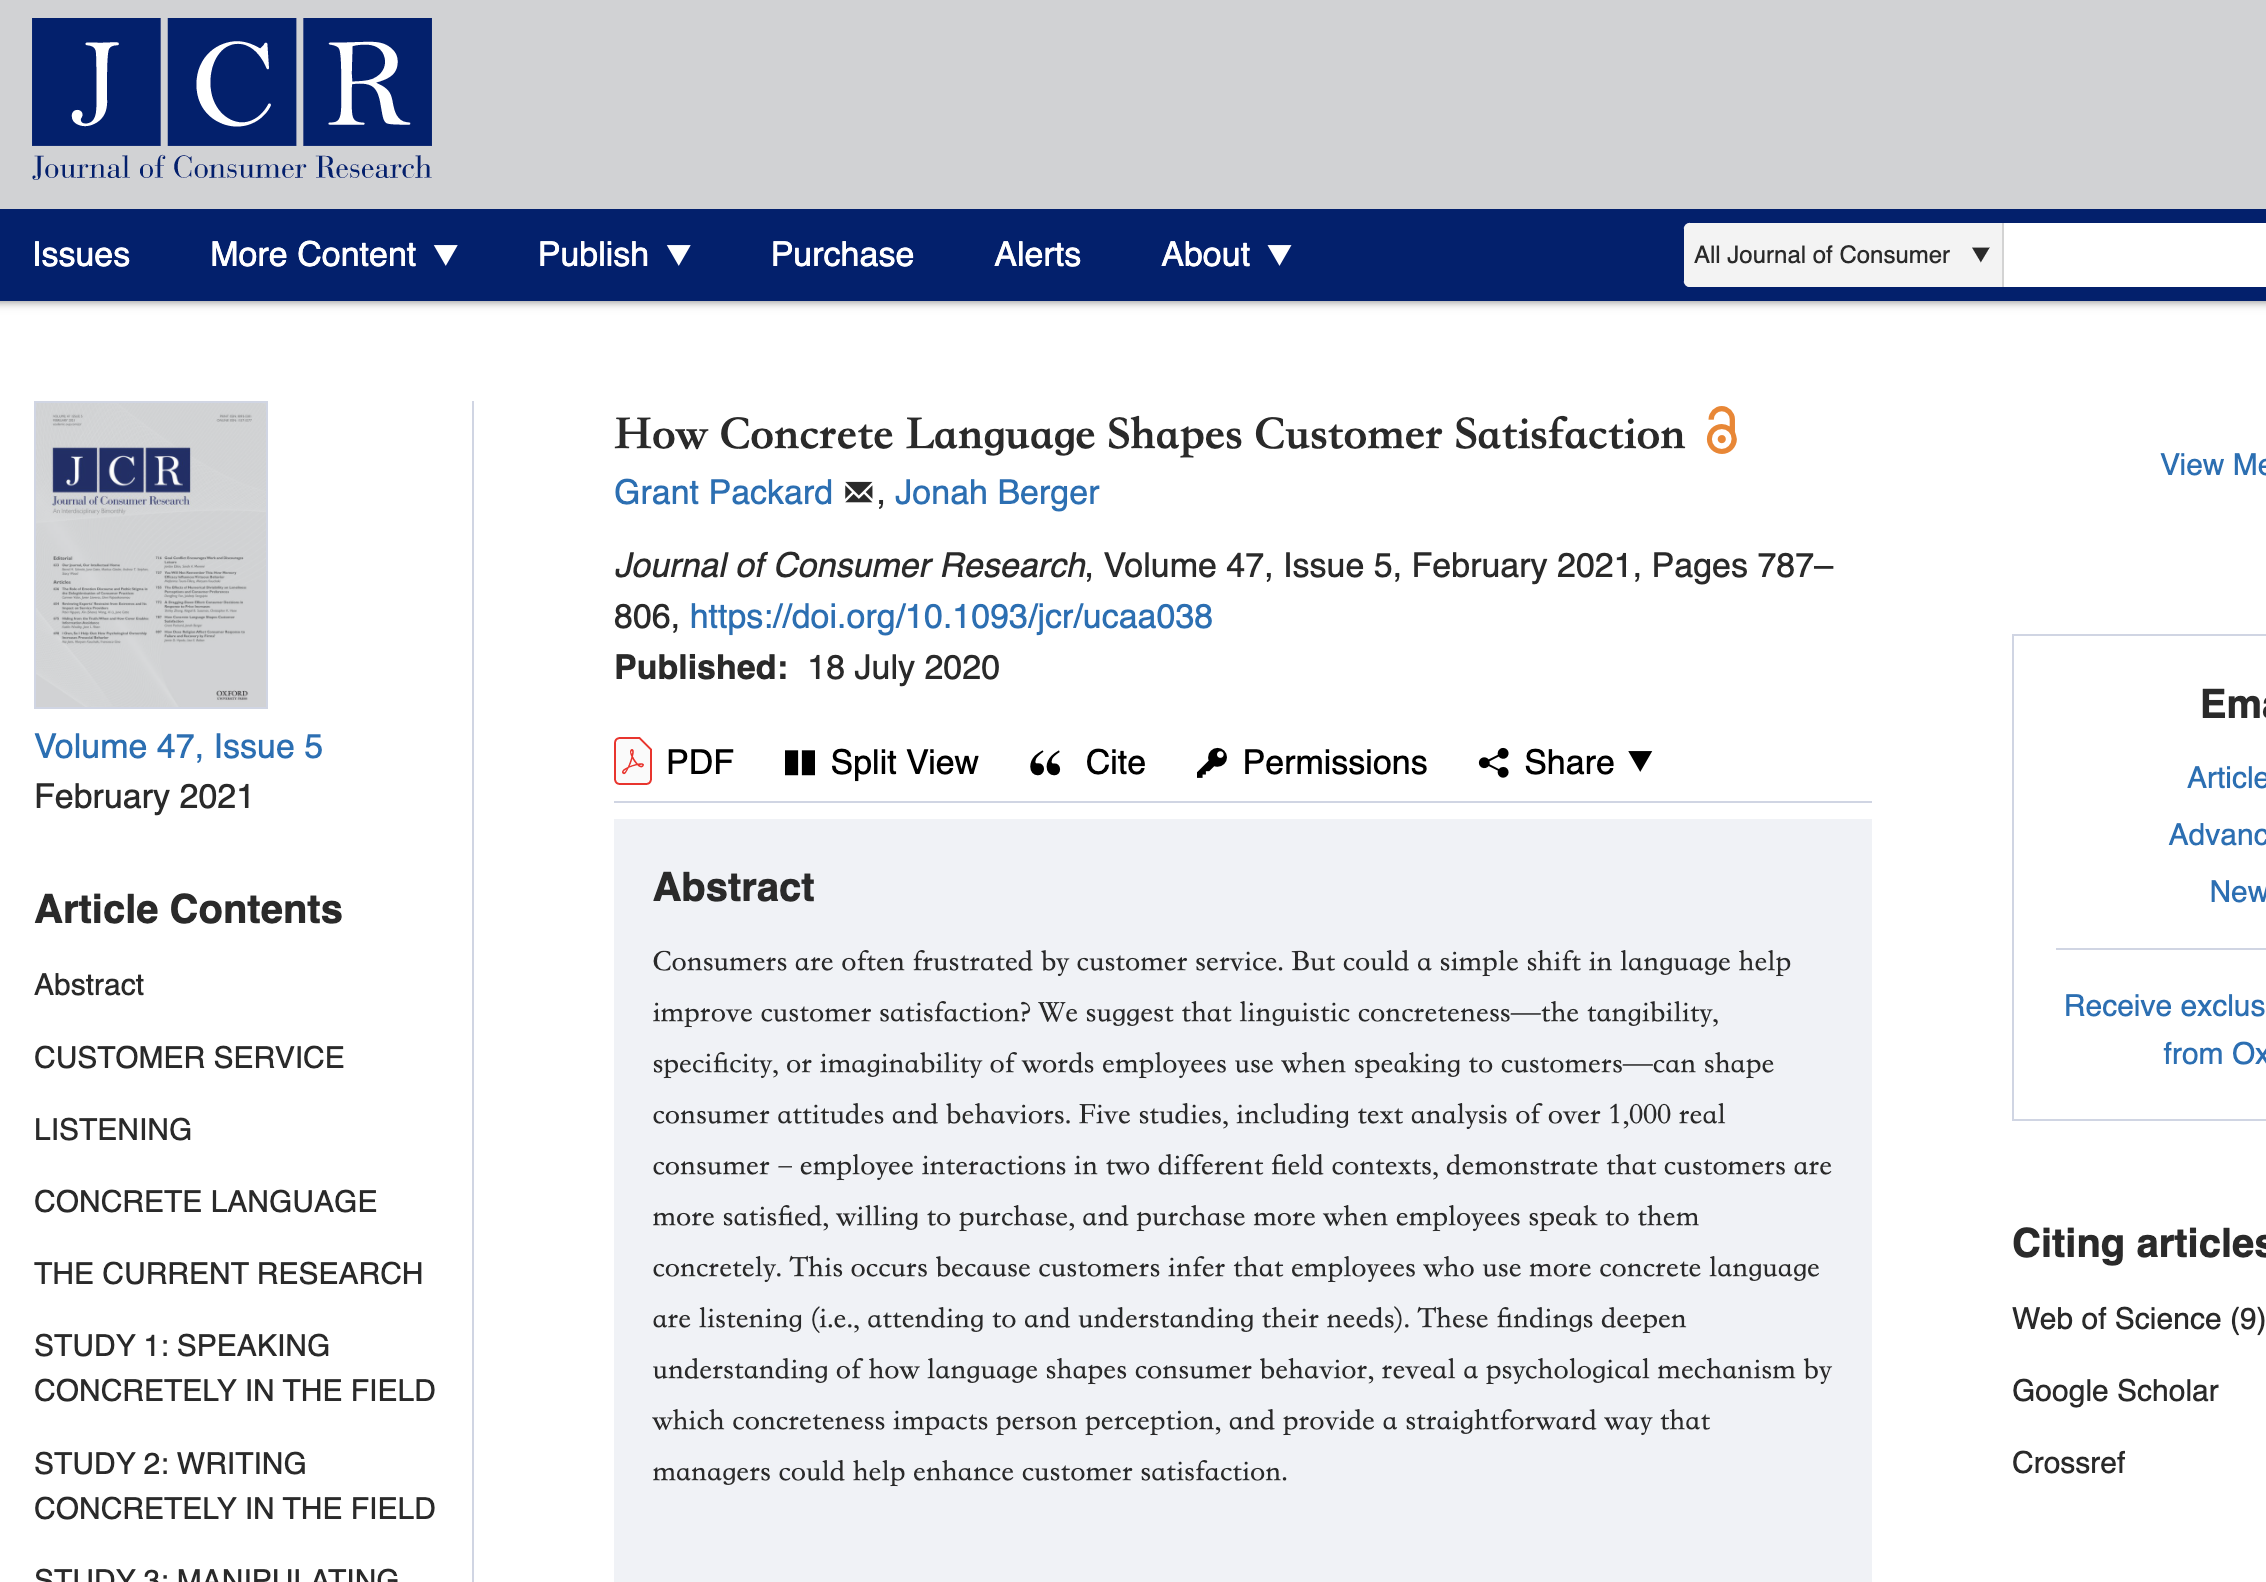 J C R
Journal of Consumer Research
Issues
More Content
Publish
Purchase
Alerts
About
All Journal of Consumer
J C R
Journal of Consumer Research
OXFORD
Volume 47, Issue 5
February 2021
Article Contents
Abstract
CUSTOMER SERVICE
LISTENING
CONCRETE LANGUAGE
THE CURRENT RESEARCH
STUDY 1: SPEAKING
CONCRETELY IN THE FIELD
STUDY 2: WRITING
CONCRETELY IN THE FIELD
STUDY 3: MANIPULATING
How Concrete Language Shapes Customer Satisfaction
Grant Packard , Jonah Berger
Journal of Consumer Research, Volume 47, Issue 5, February 2021, Pages 787–
806, https://doi.org/10.1093/jcr/ucaa038
Published: 18 July 2020
PDF
Split View
Cite
Permissions
Share
Abstract
Consumers are often frustrated by customer service. But could a simple shift in language help
improve customer satisfaction? We suggest that linguistic concreteness—the tangibility,
specificity, or imaginability of words employees use when speaking to customers—can shape
consumer attitudes and behaviors. Five studies, including text analysis of over 1,000 real
consumer – employee interactions in two different field contexts, demonstrate that customers are
more satisfied, willing to purchase, and purchase more when employees speak to them
concretely. This occurs because customers infer that employees who use more concrete language
are listening (i.e., attending to and understanding their needs). These findings deepen
understanding of how language shapes consumer behavior, reveal a psychological mechanism by
which concreteness impacts person perception, and provide a straightforward way that
managers could help enhance customer satisfaction.
View Me
Ema
Article
Advanc
New
Receive exclus
from Ox
Citing articles
Web of Science (9)
Google Scholar
Crossref